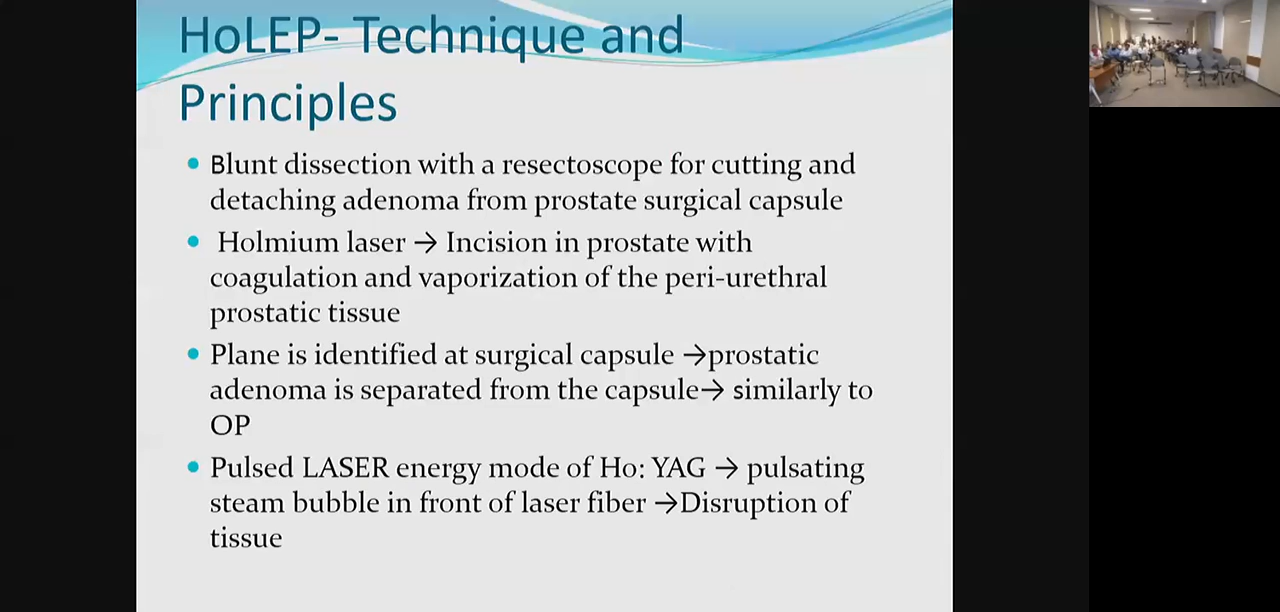 HoLEP- Technique and
Principles
Blunt dissection with a resectoscope for cutting and
detaching adenoma from prostate surgical capsule
Holmium laser → Incision in prostate with
coagulation and vaporization of the peri-urethral
prostatic tissue
Plane is identified at surgical capsule →prostatic
adenoma is separated from the capsule→ similarly to
OP
Pulsed LASER energy mode of Ho: YAG → pulsating
steam bubble in front of laser fiber →Disruption of
tissue